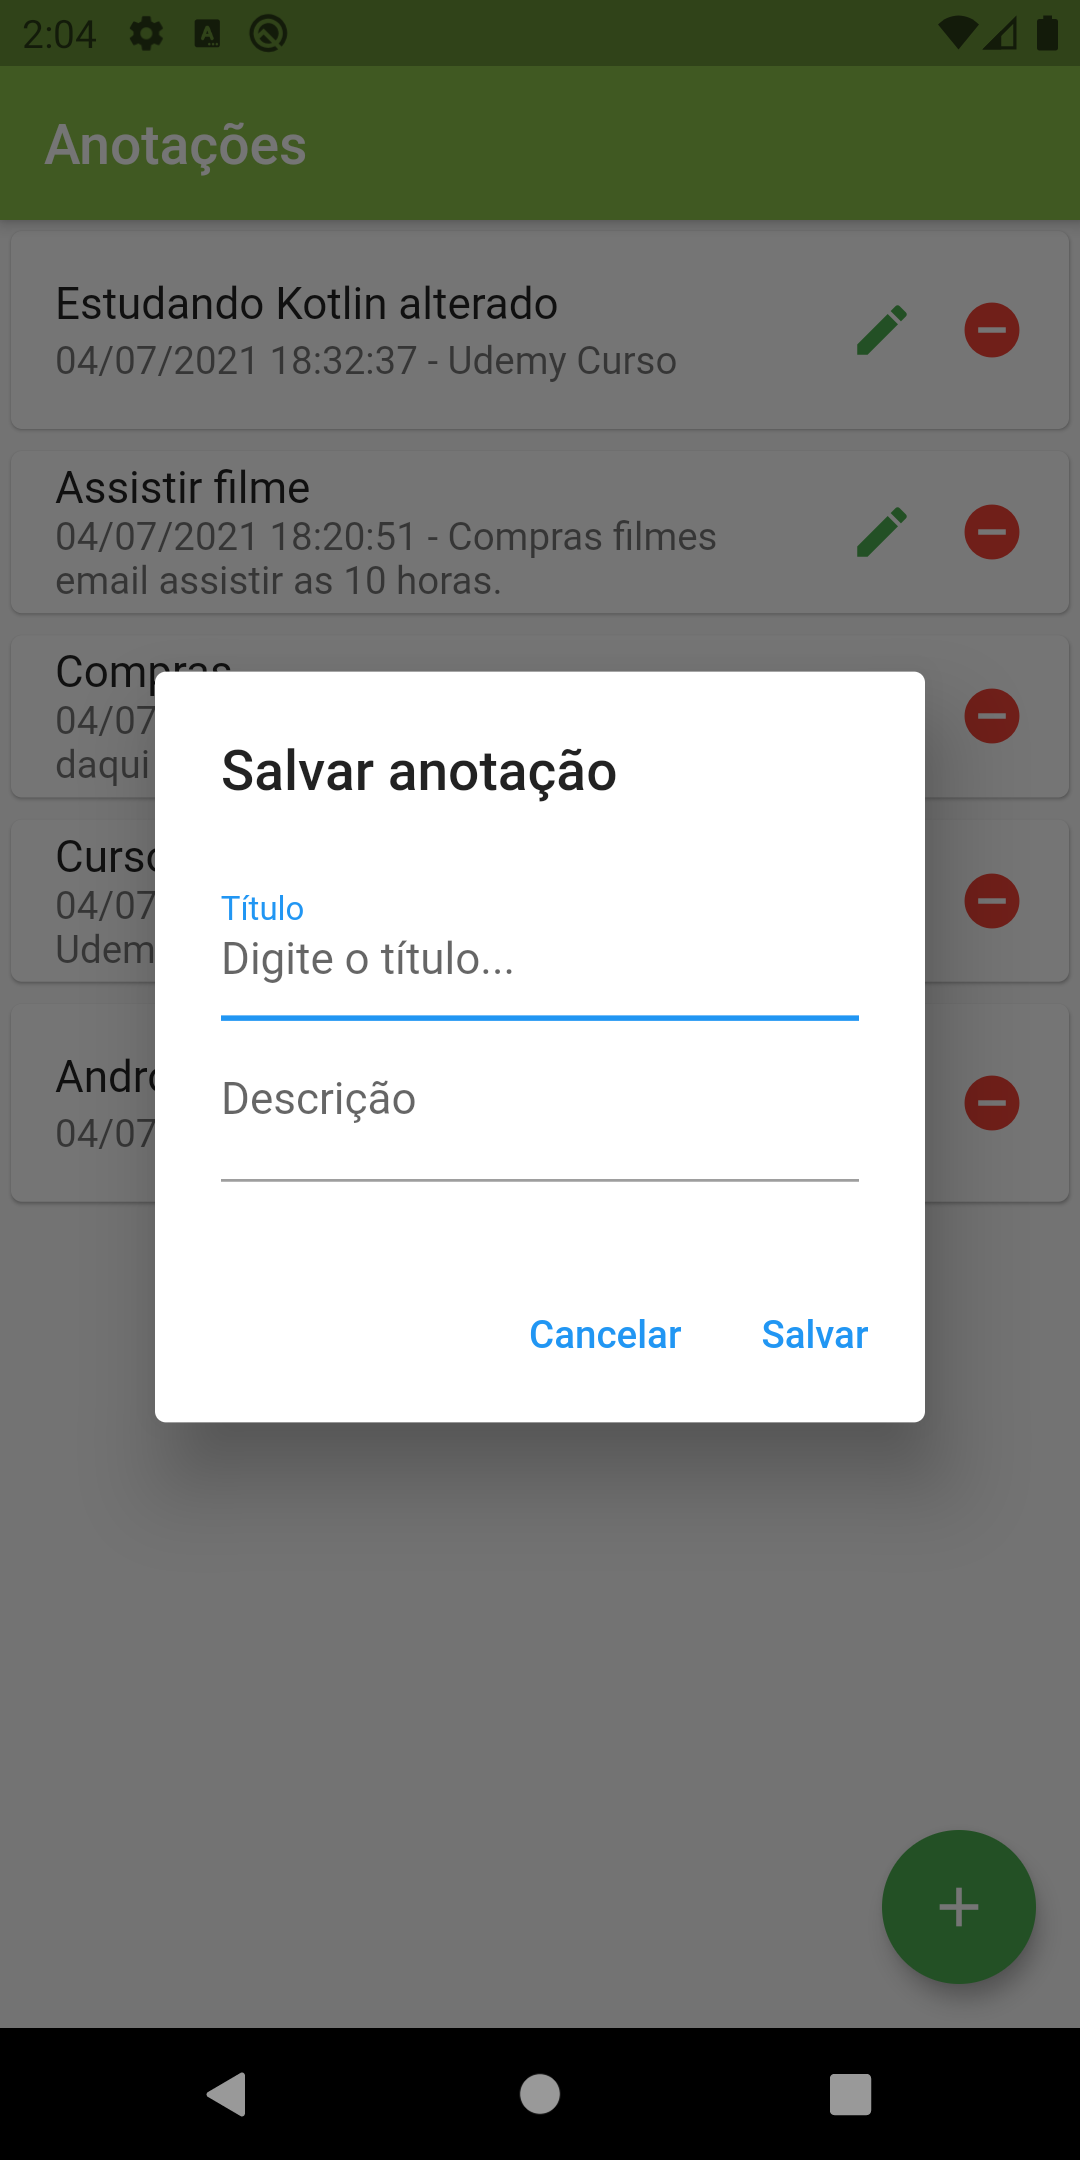 2:04
Anotações
Estudando Kotlin alterado
04/07/2021 18:32:37 - Udemy Curso
Assistir filme
04/07/2021 18:20:51 - Compras filmes
email assistir as 10 horas.
Compras
04/07
daqui
Curso
04/07
Udem
Andro
04/07
Salvar anotação
Título
Digite o título...
Descrição
Cancelar Salvar